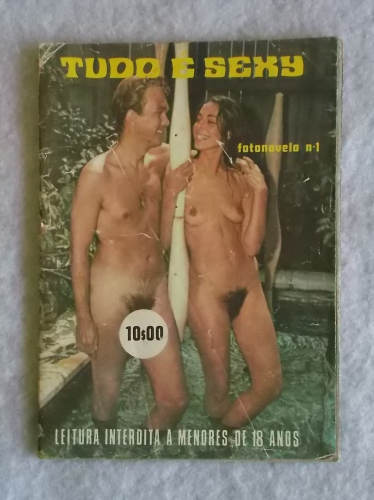 TUDO E SEXY
fotonovela n-1
10$00
LEITURA INTERDITA A MENORES DE 18 ANOS